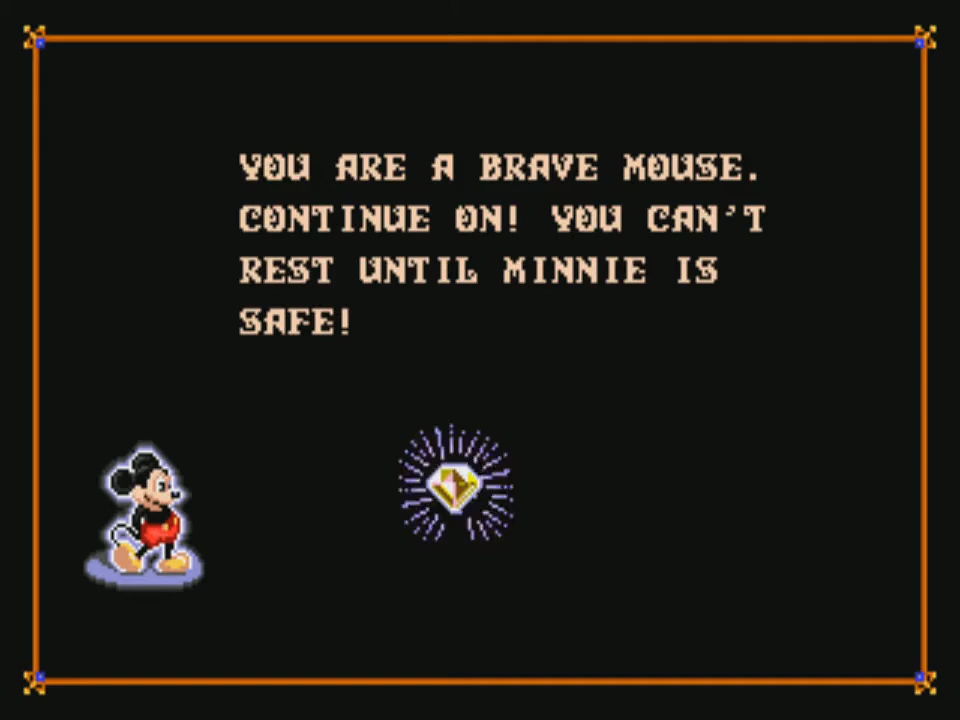 YOU ARE A BRAVE MOUSE.
CONTINUE ON! YOU CAN'T
REST UNTIL MINNIE IS
SAFE!